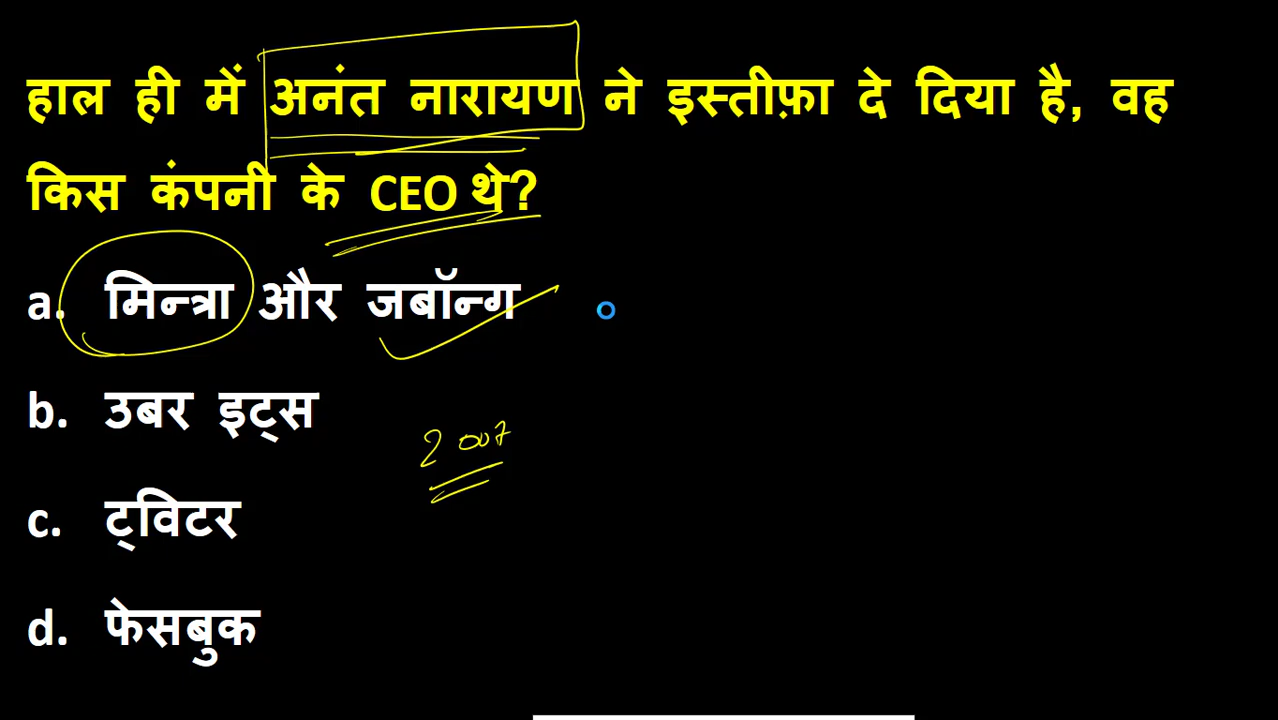 हाल ही में अनंत नारायण ने इस्तीफ़ा दे दिया है, वह
किस कंपनी के CEO थे?
a. मिन्त्रा और जबॉन्ग
b. उबर इट्स
2007
c. ट्विटर
d. फेसबुक